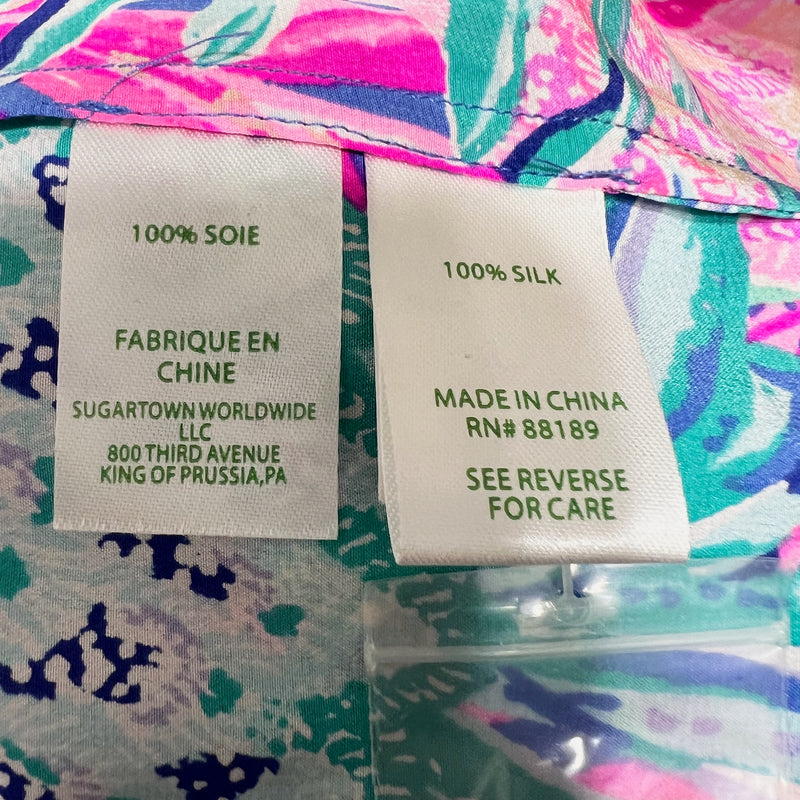 100% SOIE
FABRIQUE EN
CHINE
SUGARTOWN WORLDWIDE
LLC
800 THIRD AVENUE
KING OF PRUSSIA,PA
100% SILK
MADE IN CHINA
RN# 88189
SEE REVERSE
FOR CARE